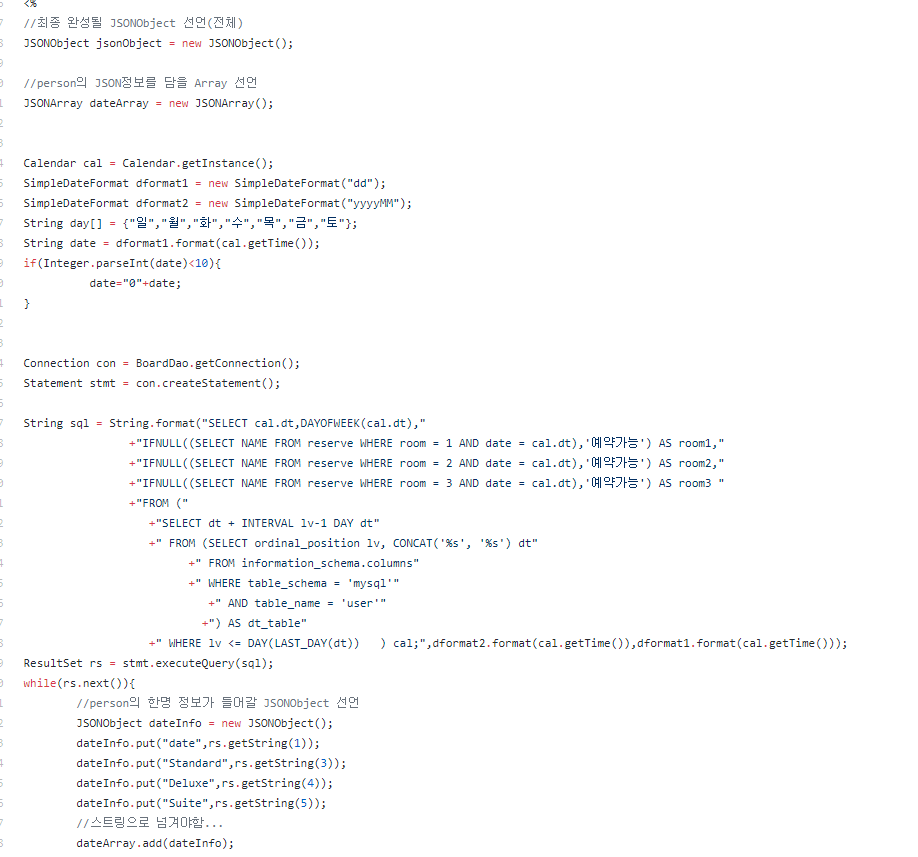 <%
//최종 완성될 JSONObject 선언(전체)
JSONObject jsonObject = new JSONObject();
//person의 JSON정보를 담을 Array 선언
JSONArray dateArray = new JSONArray();
Calendar cal = Calendar.getInstance();
SimpleDateFormat dformat1 = new SimpleDateFormat("dd");
SimpleDateFormat dformat2 = new SimpleDateFormat("yyyyMM");
String day[] = {"일","월","화","수","목","금","토"};
String date = dformat1.format(cal.getTime());
if(Integer.parseInt(date)<10){
date="0"+date;
}
Connection con = BoardDao.getConnection();
Statement stmt = con.createStatement();
String sql = String.format("SELECT cal.dt,DAYOFWEEK(cal.dt),"
+"IFNULL((SELECT NAME FROM reserve WHERE room = 1 AND date = cal.dt),'예약가능') AS room1,"
+"IFNULL((SELECT NAME FROM reserve WHERE room = 2 AND date = cal.dt),'예약가능') AS room2,"
+"IFNULL((SELECT NAME FROM reserve WHERE room = 3 AND date = cal.dt),'예약가능') AS room3 "
+"FROM ("
+"SELECT dt + INTERVAL lv-1 DAY dt"
+" FROM (SELECT ordinal_position lv, CONCAT('%s', '%s') dt"
+" FROM information_schema.columns"
+" WHERE table_schema = 'mysql'"
+" AND table_name = 'user'"
+") AS dt_table"
+" WHERE lv <= DAY(LAST_DAY(dt))   ) cal;",dformat2.format(cal.getTime()),dformat1.format(cal.getTime()));
ResultSet rs = stmt.executeQuery(sql);
while(rs.next()){
//person의 한명 정보가 들어갈 JSONObject 선언
JSONObject dateInfo = new JSONObject();
dateInfo.put("date",rs.getString(1));
dateInfo.put("Standard",rs.getString(3));
dateInfo.put("Deluxe",rs.getString(4));
dateInfo.put("Suite",rs.getString(5));
//스트링으로 넘겨야함...
dateArray.add(dateInfo);